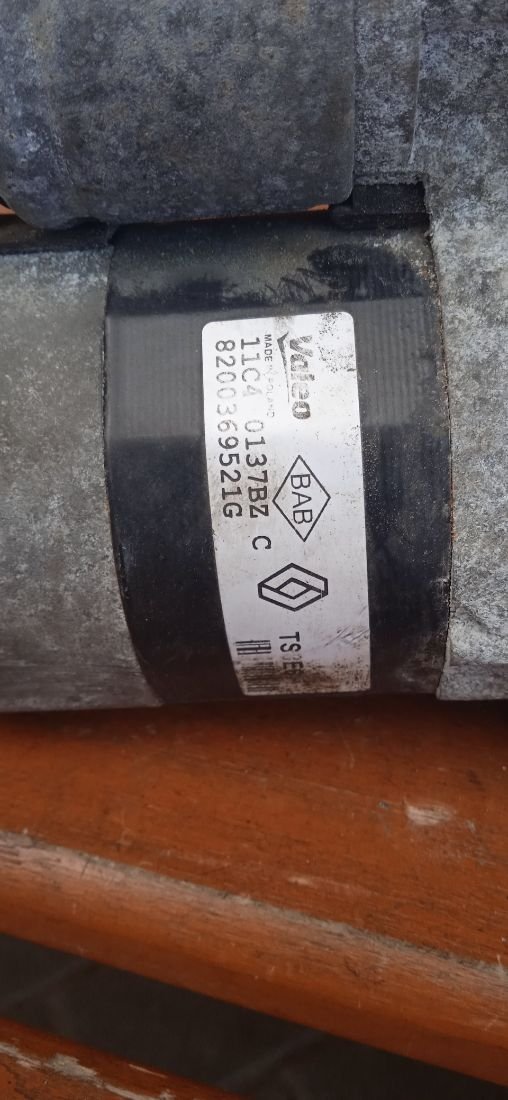 Valeo
MADE IN POLAND
11C4 0137BZ C
8200369521G
BAB